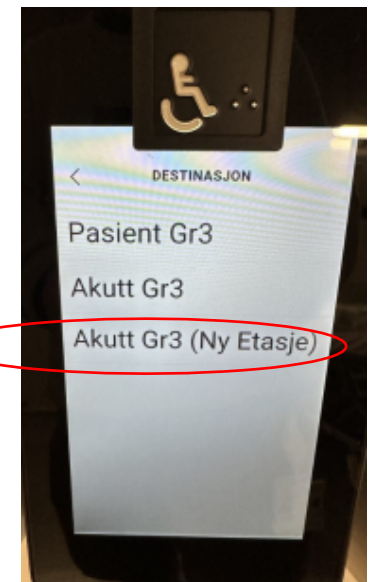 DESTINASJON
Pasient Gr3
Akutt Gr3
Akutt Gr3 (Ny Etasje)